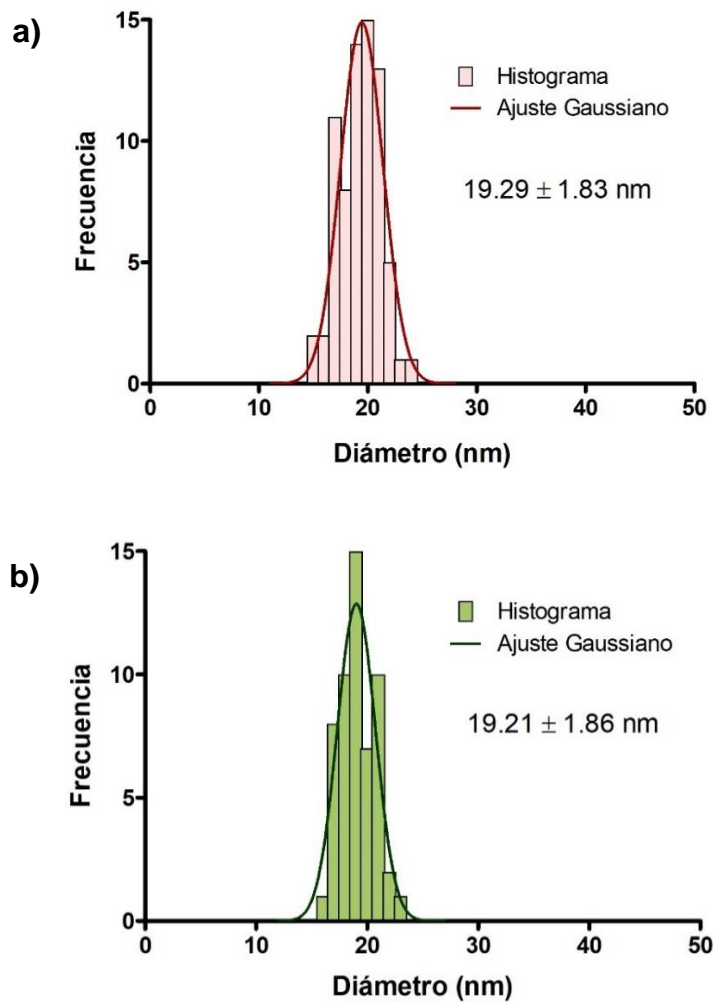 a)
15
10
5
0
Frecuencia
Histograma
Ajuste Gaussiano
19.29 ± 1.83 nm
0 10 20 30 40 50
Diámetro (nm)
b)
15
10
5
0
Frecuencia
Histograma
Ajuste Gaussiano
19.21 ± 1.86 nm
0 10 20 30 40 50
Diámetro (nm)